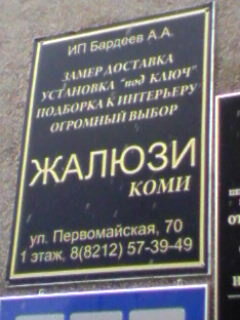 ИП Бардеев А.А.
ЗАМЕР ДОСТАВКА
УСТАНОВКА "под КЛЮЧ"
ПОДБОРКА К ИНТЕРЬЕРУ
ОГРОМНЫЙ ВЫБОР
ЖАЛЮЗИ
КОМИ
ул. Первомайская, 70
1 этаж, 8(8212) 57-39-49